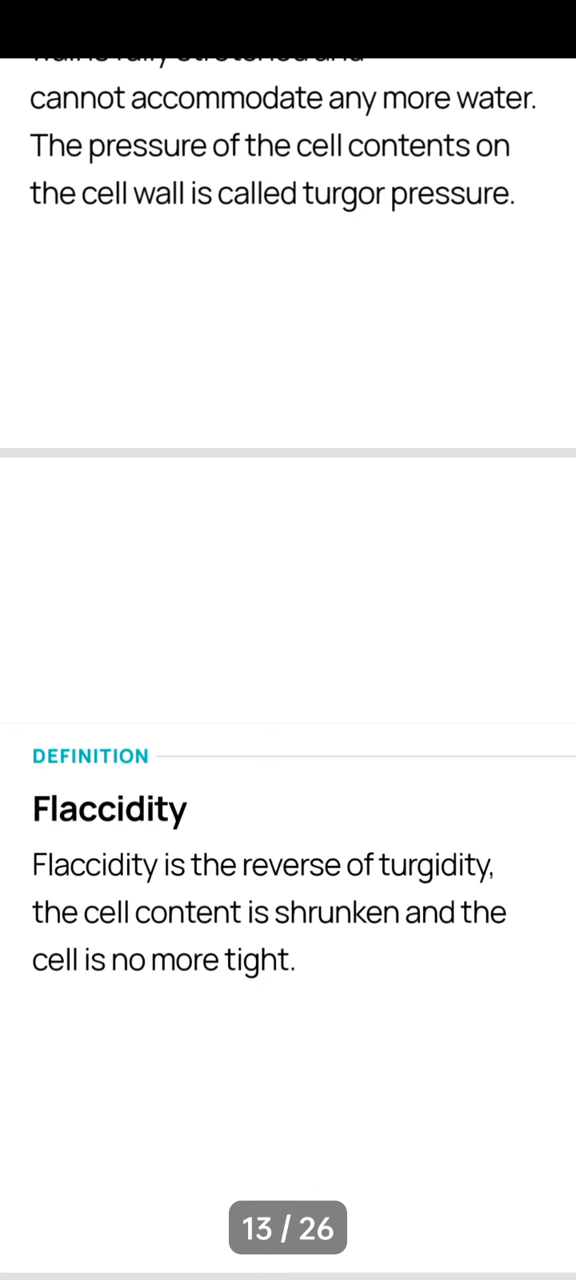 cannot accommodate any more water.
The pressure of the cell contents on
the cell wall is called turgor pressure.
DEFINITION
Flaccidity
Flaccidity is the reverse of turgidity,
the cell content is shrunken and the
cell is no more tight.
13 / 26